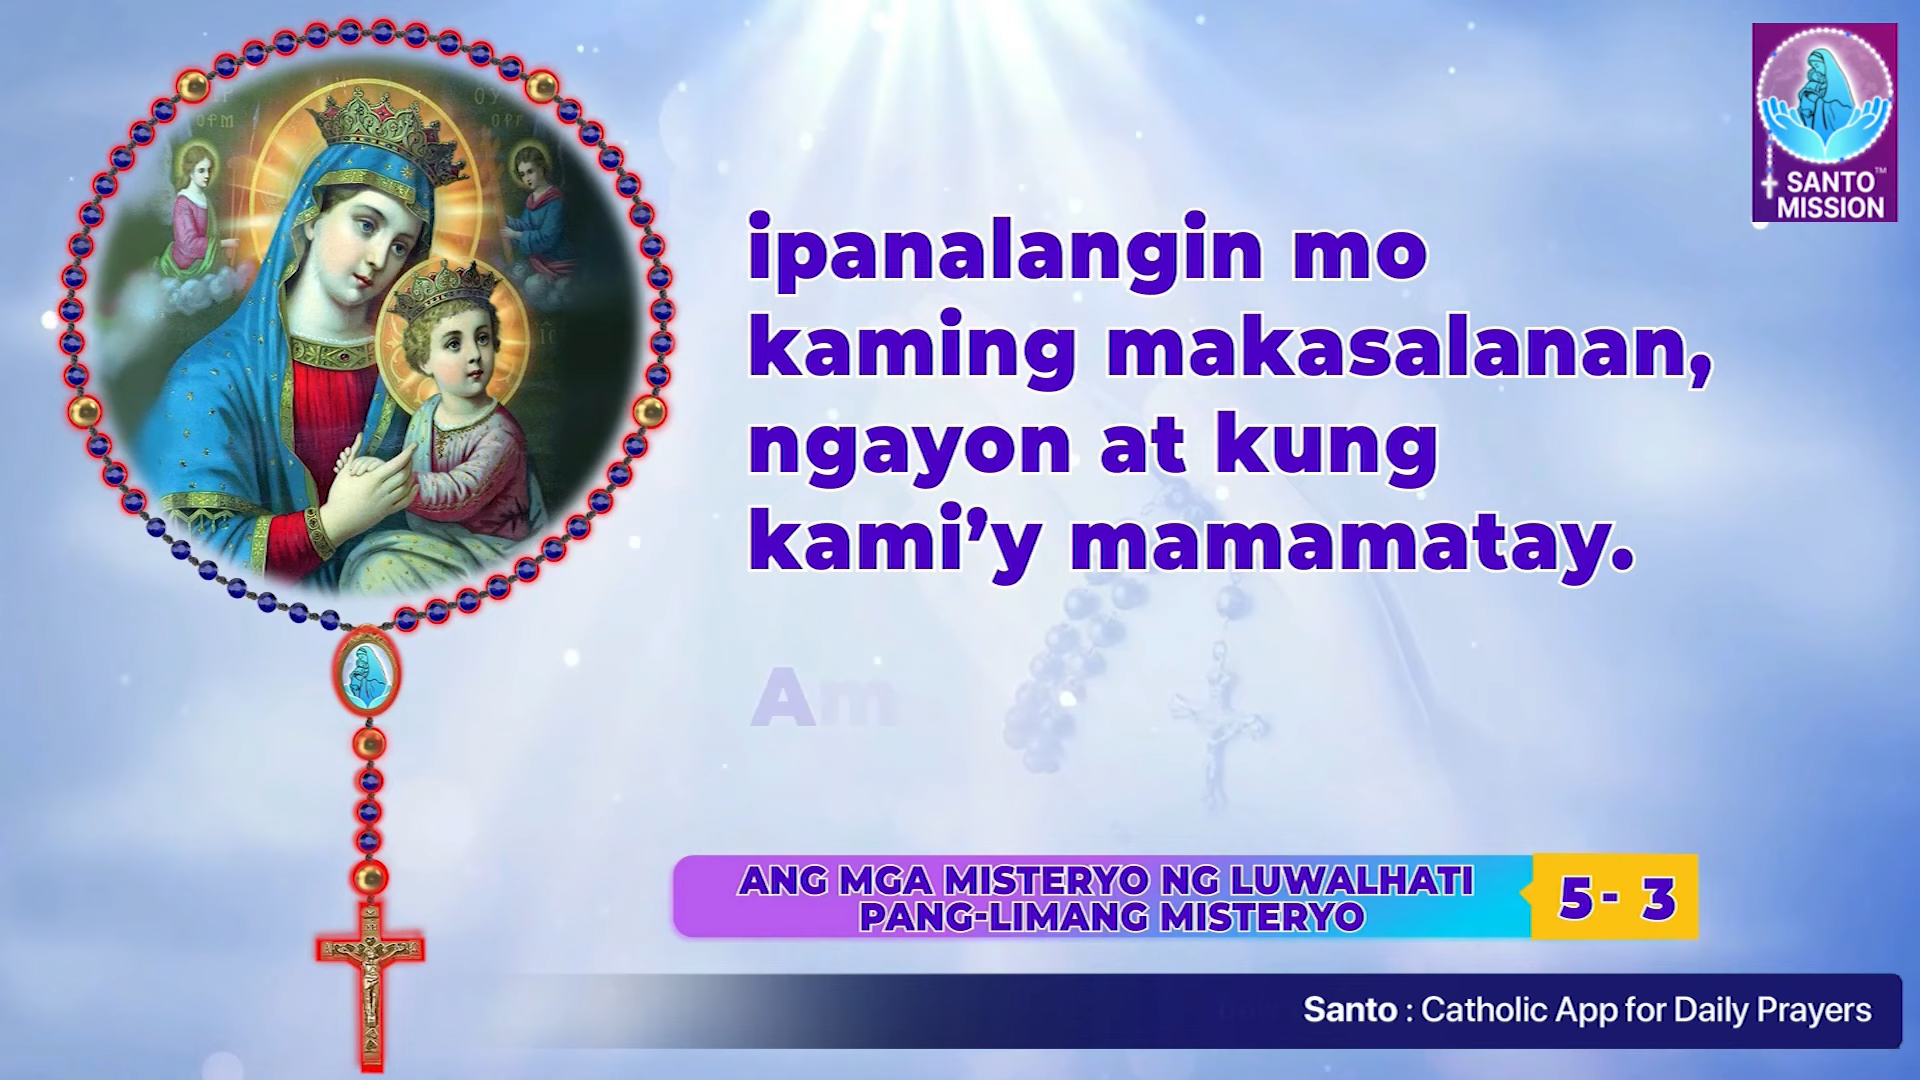 SANTO™
MISSION
ipanalangin mo
kaming makasalanan,
ngayon at kung
kami’y mamamatay.
Am
ANG MGA MISTERYO NG LUWALHATI
PANG-LIMANG MISTERYO
5- 3
Santo : Catholic App for Daily Prayers